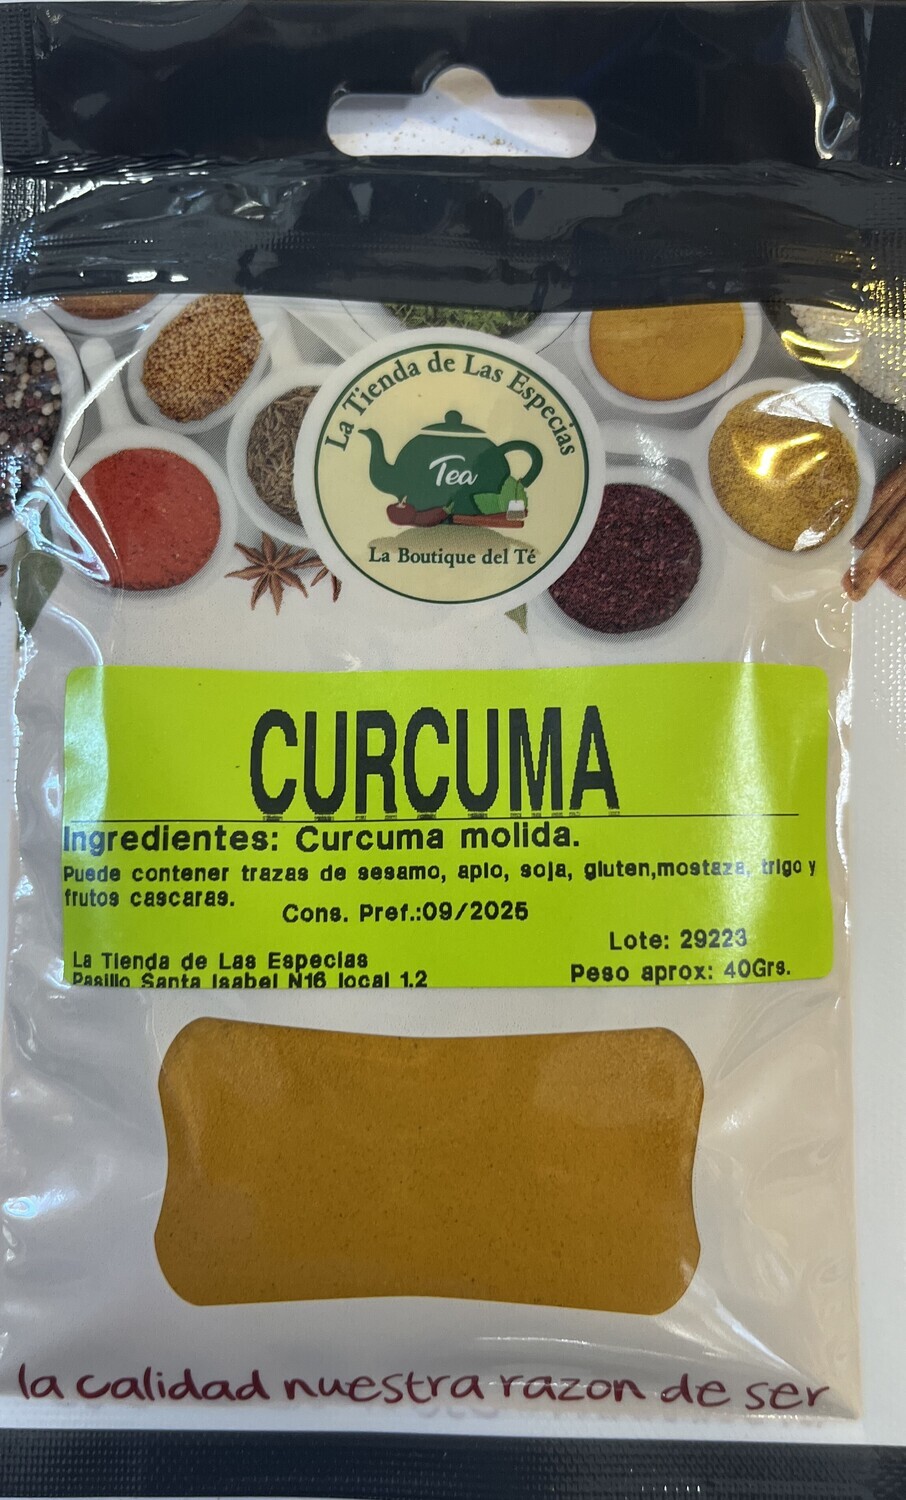 La Tienda de Las Especias
Tea
La Boutique del Té
CURCUMA
Ingredientes: Curcuma molida.
Puede contener trazas de sesamo, apio, soja, gluten,mostaza, trigo y
frutos cascaras.
Cons. Pref.:09/2025
Lote: 29223
La Tienda de Las Especias
Peso aprox: 40Grs.
Pasillo Santa Isabel N16 local 1.2
la calidad nuestra razon de ser